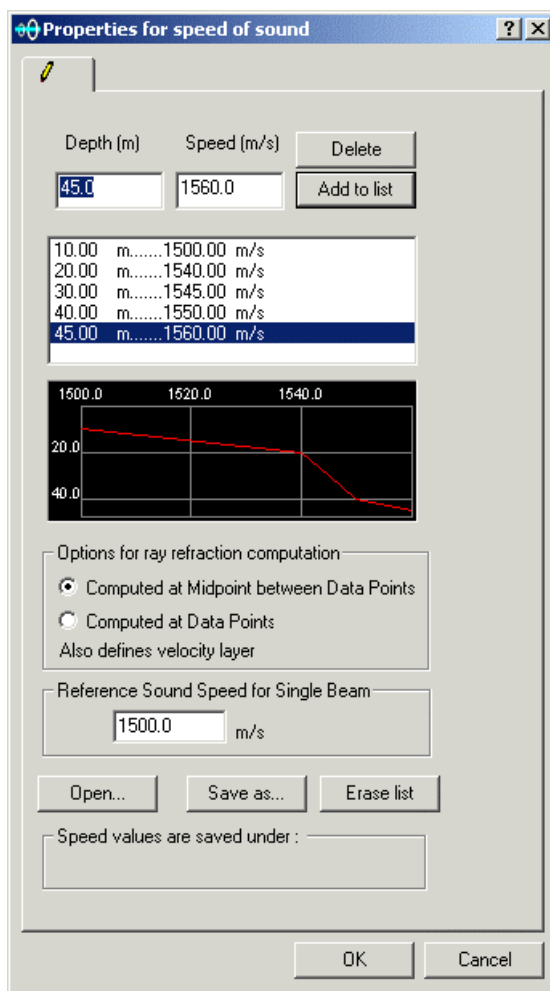 Properties for speed of sound
Depth (m) Speed (m/s) Delete
45.0 1560.0 Add to list
10.00 m.......1500.00 m/s
20.00 m.......1540.00 m/s
30.00 m.......1545.00 m/s
40.00 m.......1550.00 m/s
45.00 m.......1560.00 m/s
1500.0 1520.0 1540.0
20.0
40.0
Options for ray refraction computation
Computed at Midpoint between Data Points
Computed at Data Points
Also defines velocity layer
Reference Sound Speed for Single Beam
1500.0 m/s
Open... Save as... Erase list
Speed values are saved under :
OK Cancel